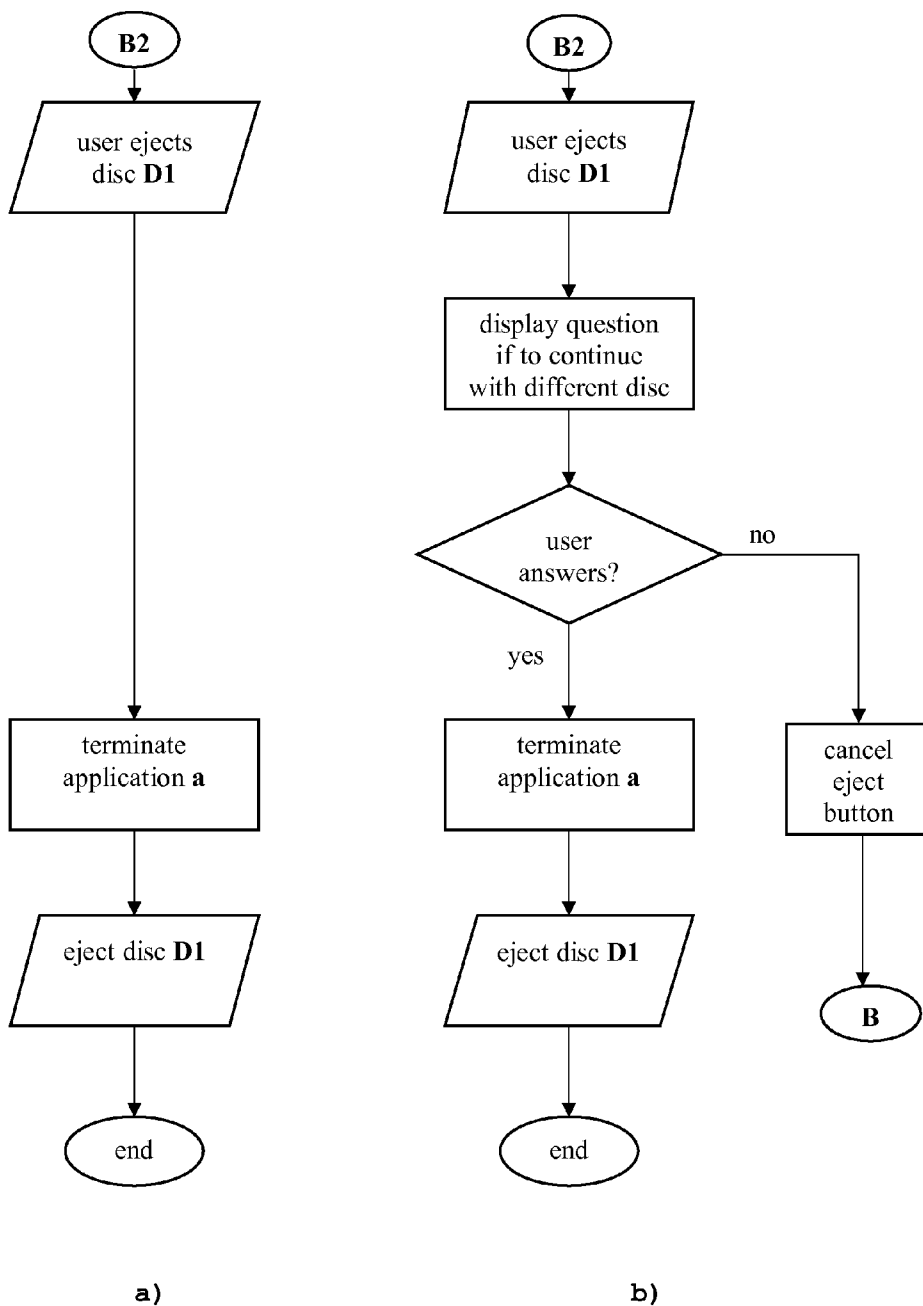 B2
user ejects
disc D1
terminate
application a
eject disc D1
end
a)
B2
user ejects
disc D1
display question
if to continue
with different disc
user
answers?
no
yes
terminate
application a
cancel
eject
button
eject disc D1
B
end
b)